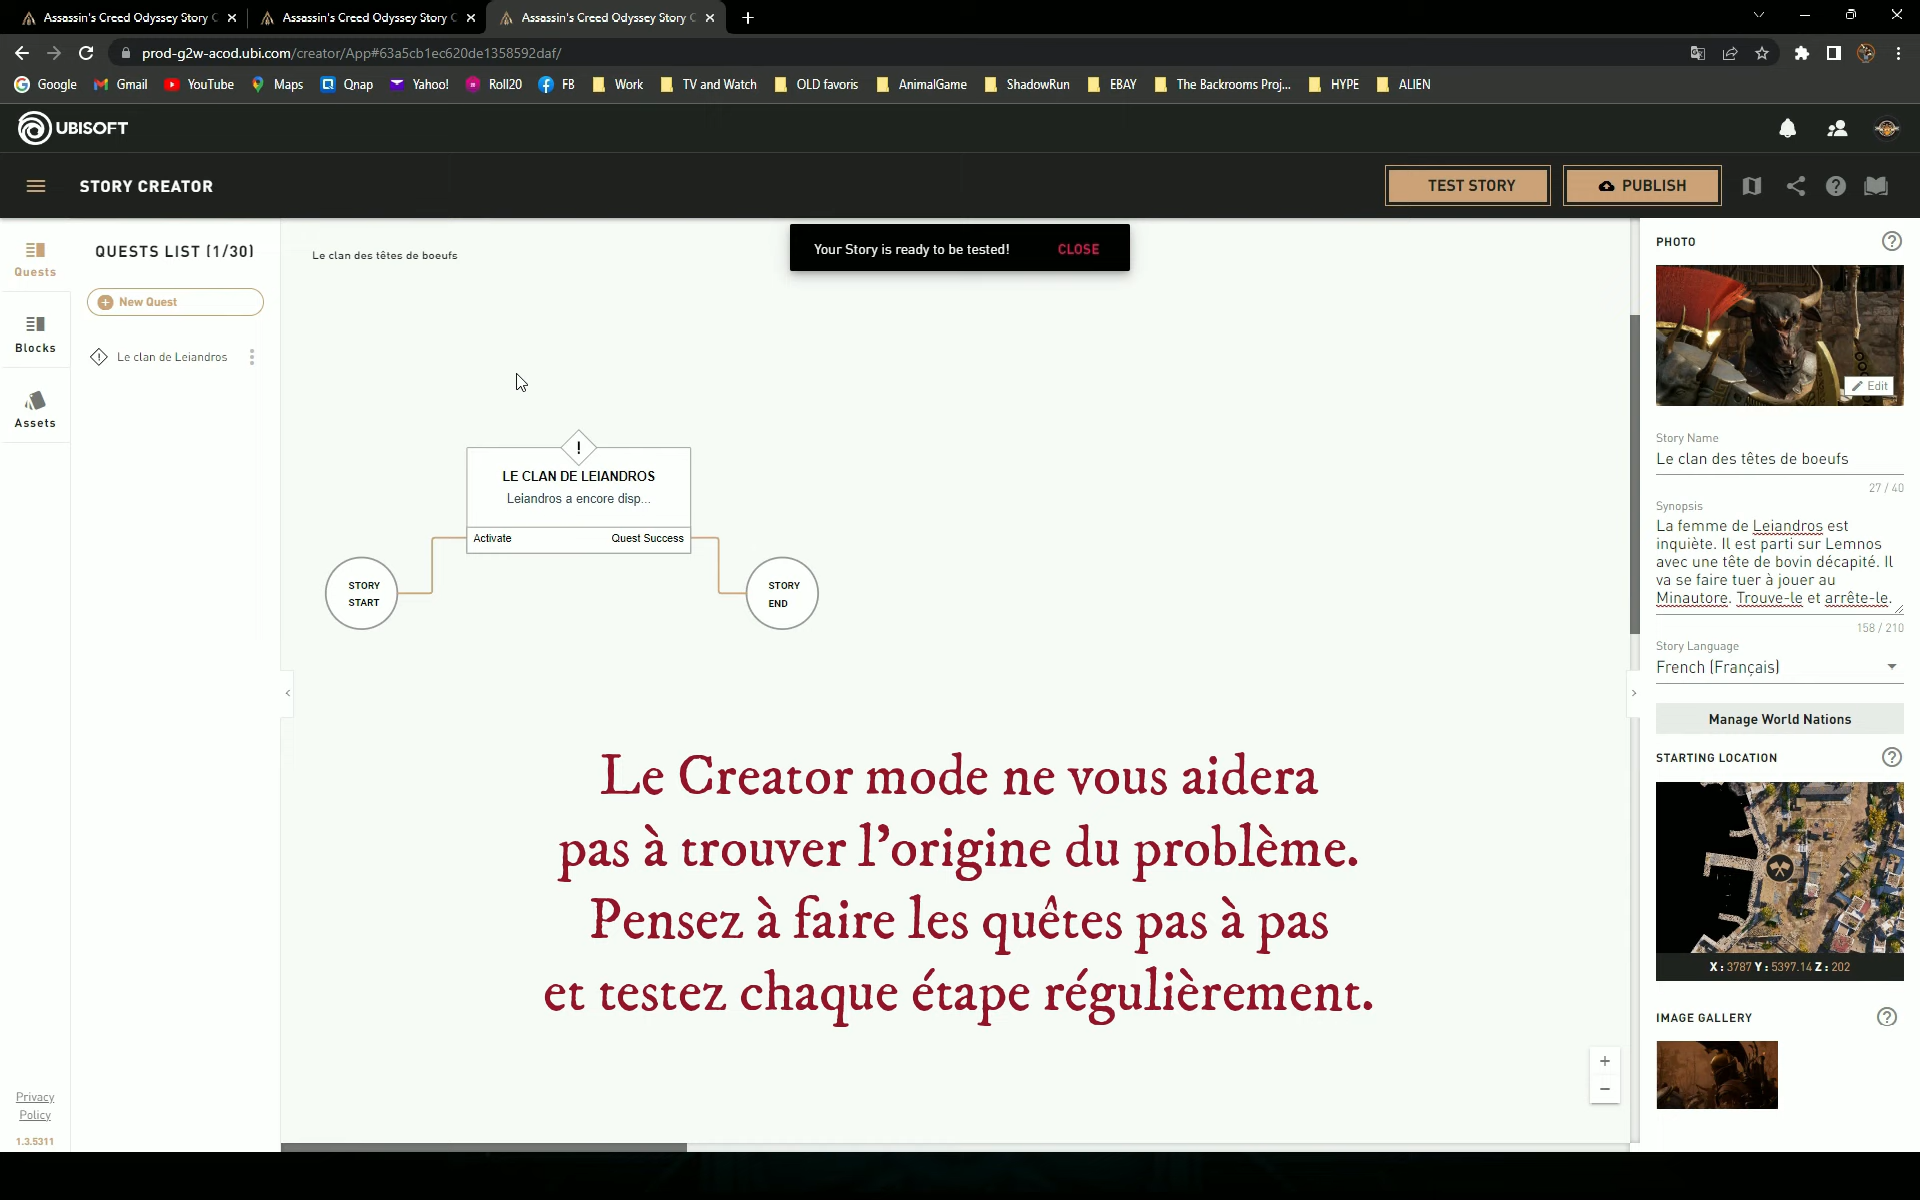 Assassin's Creed Odyssey Story C
Assassin's Creed Odyssey Story C
Assassin's Creed Odyssey Story C
prod-g2w-acod.ubi.com/creator/App#63a5cb1ec620de1358592daf/
Google
Gmail
YouTube
Maps
Qnap
Yahoo!
Roll20
FB
Work
TV and Watch
OLD favoris
AnimalGame
ShadowRun
EBAY
The Backrooms Proj...
HYPE
ALIEN
UBISOFT
STORY CREATOR
TEST STORY
PUBLISH
Quests
Blocks
Assets
QUESTS LIST (1/30)
New Quest
Le clan de Leiandros
Le clan des têtes de boeufs
Your Story is ready to be tested!
CLOSE
!
LE CLAN DE LEIANDROS
Leiandros a encore disp...
Activate
Quest Success
STORY
START
STORY
END
Le Creator mode ne vous aidera
pas à trouver l'origine du problème.
Pensez à faire les quêtes pas à pas
et testez chaque étape régulièrement.
PHOTO
Edit
Story Name
Le clan des têtes de boeufs
27 / 40
Synopsis
La femme de Leiandros est
inquiète. Il est parti sur Lemnos
avec une tête de bovin décapité. Il
va se faire tuer à jouer au
Minautore. Trouve-le et arrête-le.
158 / 210
Story Language
French (Français)
Manage World Nations
STARTING LOCATION
X : 3787 Y : 5397.14 Z : 202
IMAGE GALLERY
Privacy
Policy
1.3.5311